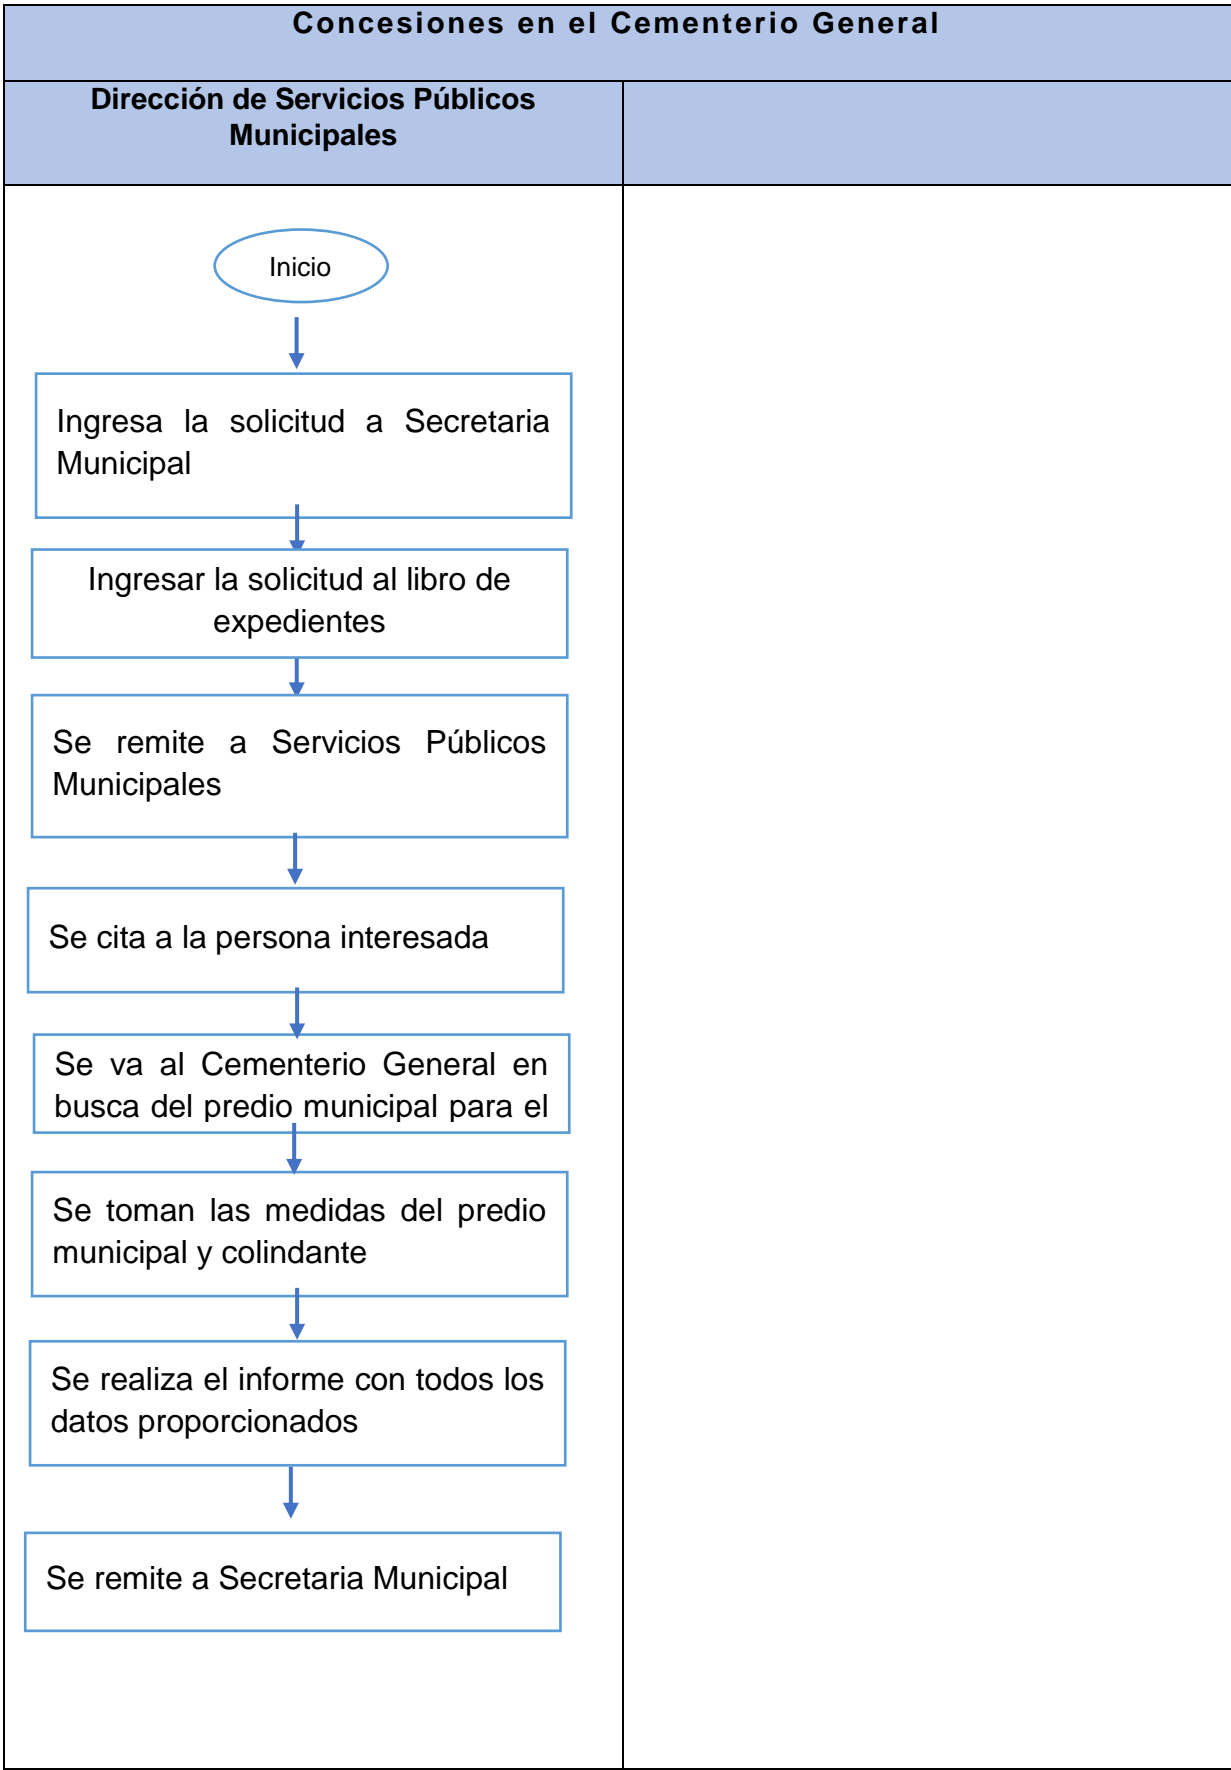 Concesiones en el Cementerio General
Dirección de Servicios Públicos
Municipales
Inicio
Ingresa la solicitud a Secretaria
Municipal
Ingresar la solicitud al libro de
expedientes
Se remite a Servicios Públicos
Municipales
Se cita a la persona interesada
Se va al Cementerio General en
busca del predio municipal para el
Se toman las medidas del predio
municipal y colindante
Se realiza el informe con todos los
datos proporcionados
Se remite a Secretaria Municipal